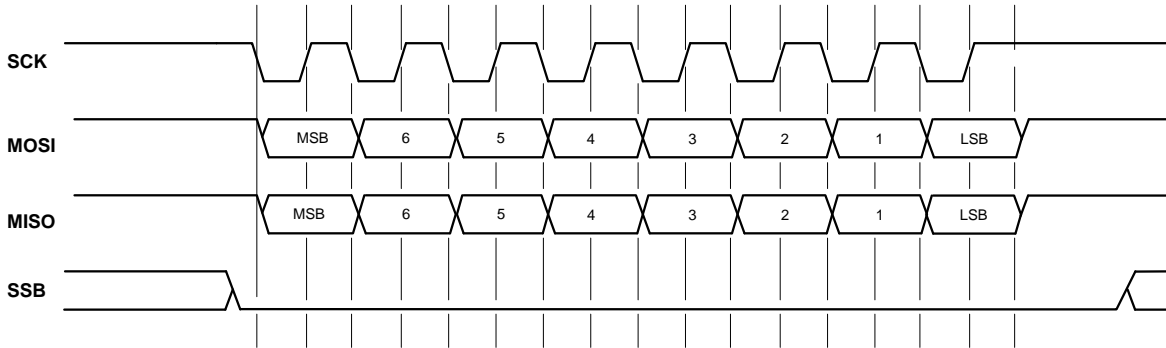 SCK
MOSI MSB 6 5 4 3 2 1 LSB
MISO MSB 6 5 4 3 2 1 LSB
SSB